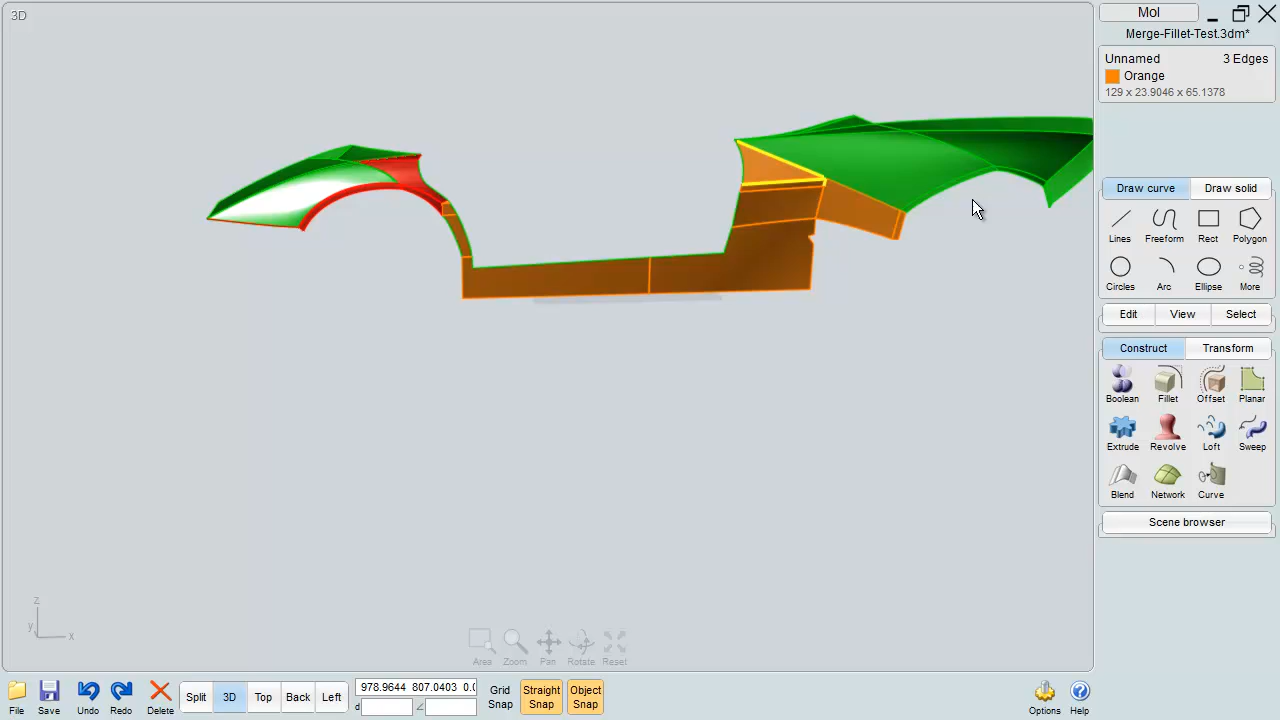 3D
MoI
Merge-Fillet-Test.3dm*
Unnamed 3 Edges
Orange
129 x 23.9046 x 65.1378
Draw curve Draw solid
Lines Freeform Rect Polygon
Circles Arc Ellipse More
Edit View Select
Construct Transform
Boolean Fillet Offset Planar
Extrude Revolve Loft Sweep
Blend Network Curve
Scene browser
z
y x
Area Zoom Pan Rotate Reset
File Save Undo Redo Delete Split 3D Top Front Back Left
978.9644 807.0403 0.0
d
Grid Snap
Straight Snap
Object Snap
Options Help